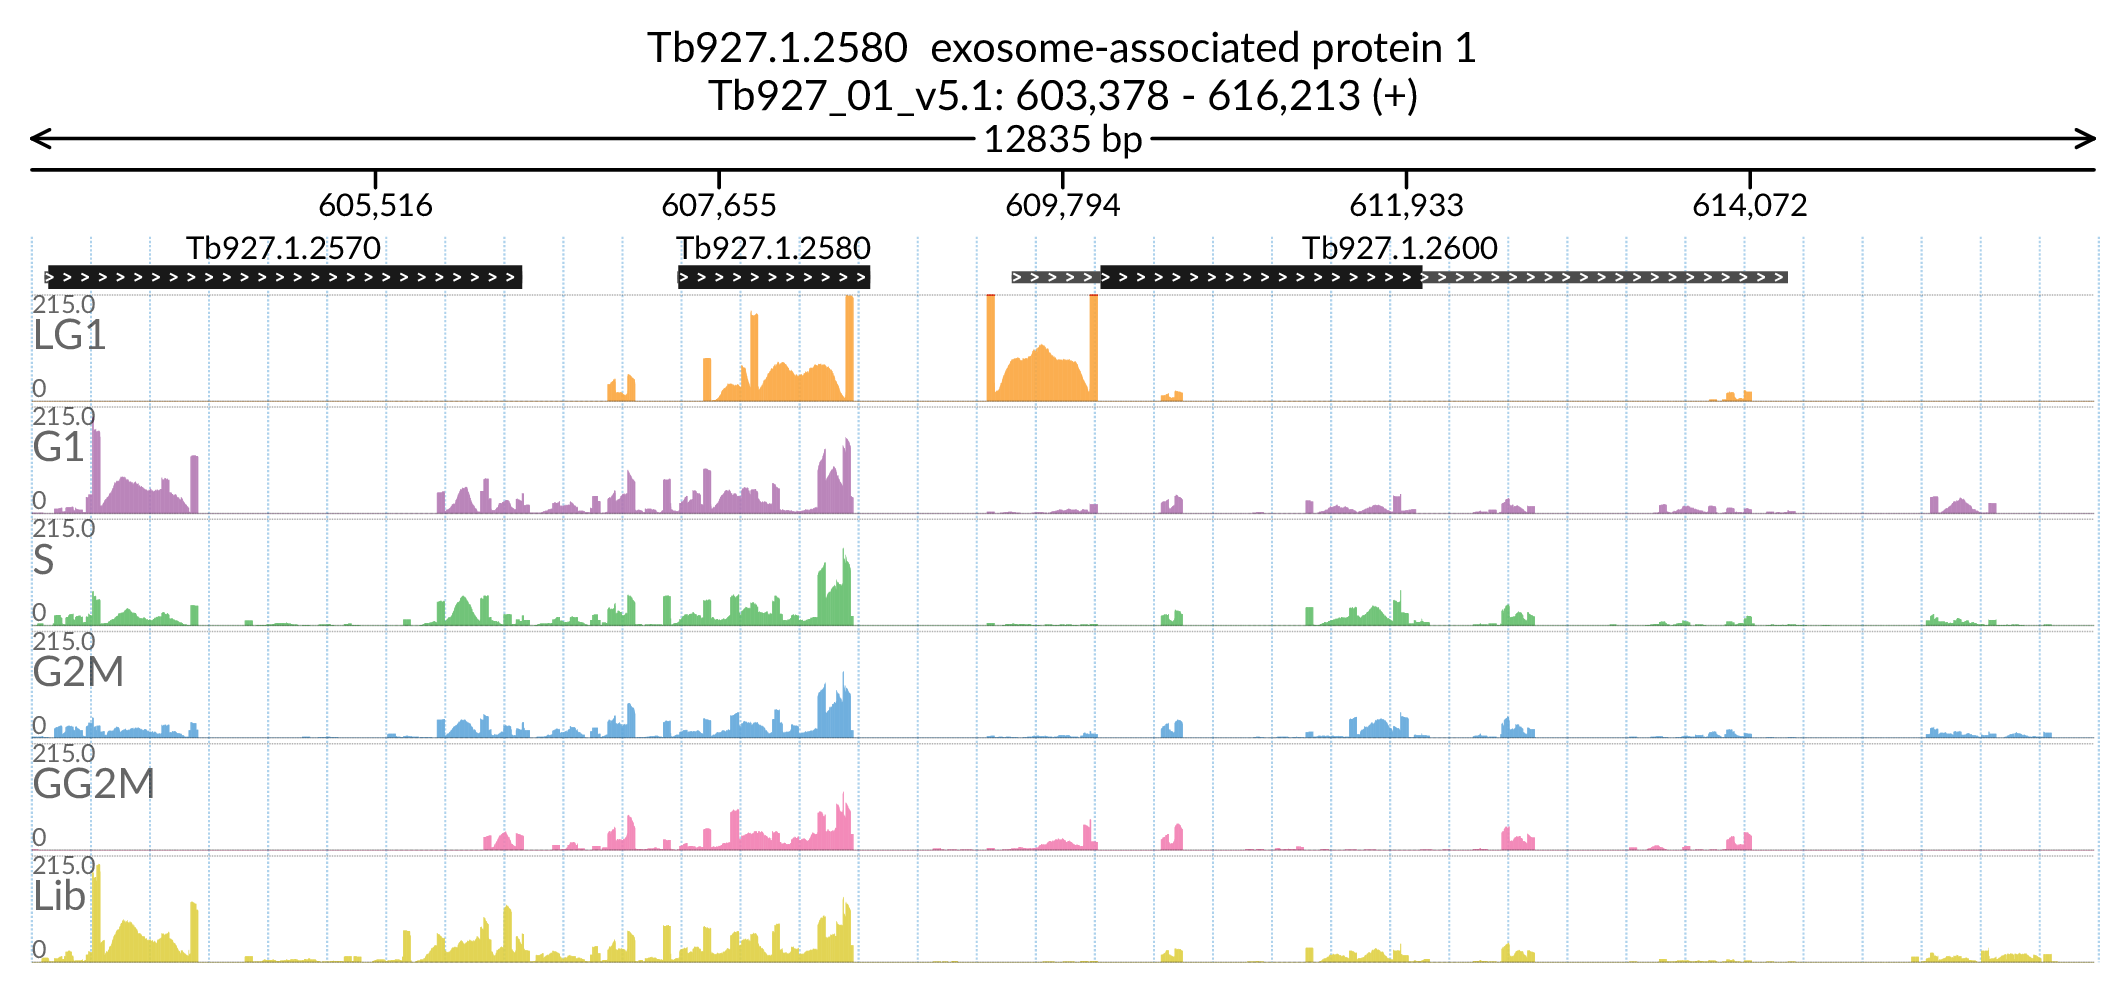 Tb927.1.2580  exosome-associated protein 1
Tb927_01_v5.1: 603,378 - 616,213 (+)
12835 bp
605,516 607,655 609,794 611,933 614,072
Tb927.1.2570 Tb927.1.2580 Tb927.1.2600
215.0
LG1
0
215.0
G1
0
215.0
S
0
215.0
G2M
0
215.0
GG2M
0
215.0
Lib
0